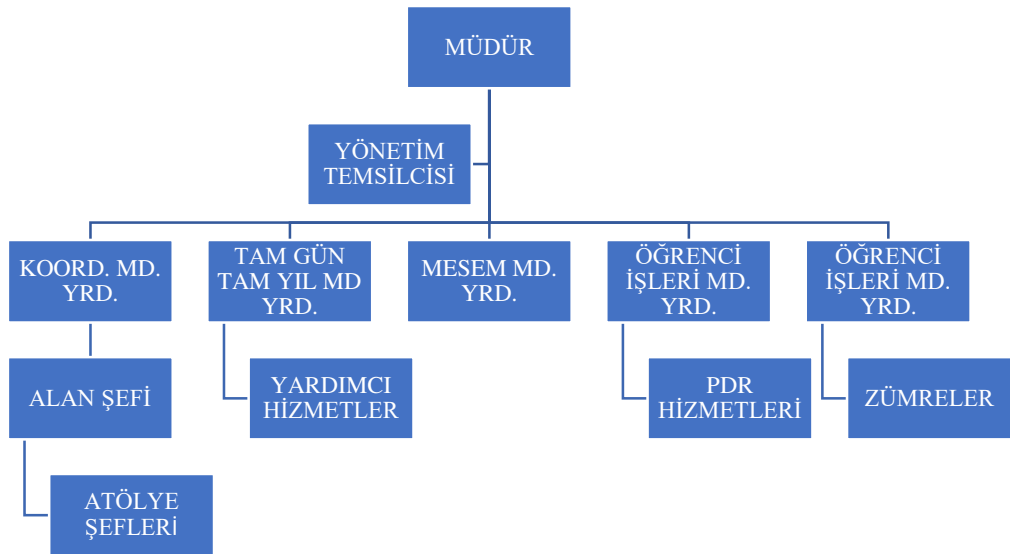 MÜDÜR
YÖNETİM
TEMSİLCİSİ
KOORD. MD.
YRD.
TAM GÜN
TAM YIL MD
YRD.
MESEM MD.
YRD.
ÖĞRENCİ
İŞLERİ MD.
YRD.
ÖĞRENCİ
İŞLERİ MD.
YRD.
ALAN ŞEFİ
YARDIMCI
HİZMETLER
PDR
HİZMETLERİ
ZÜMRELER
ATÖLYE
ŞEFLERİ